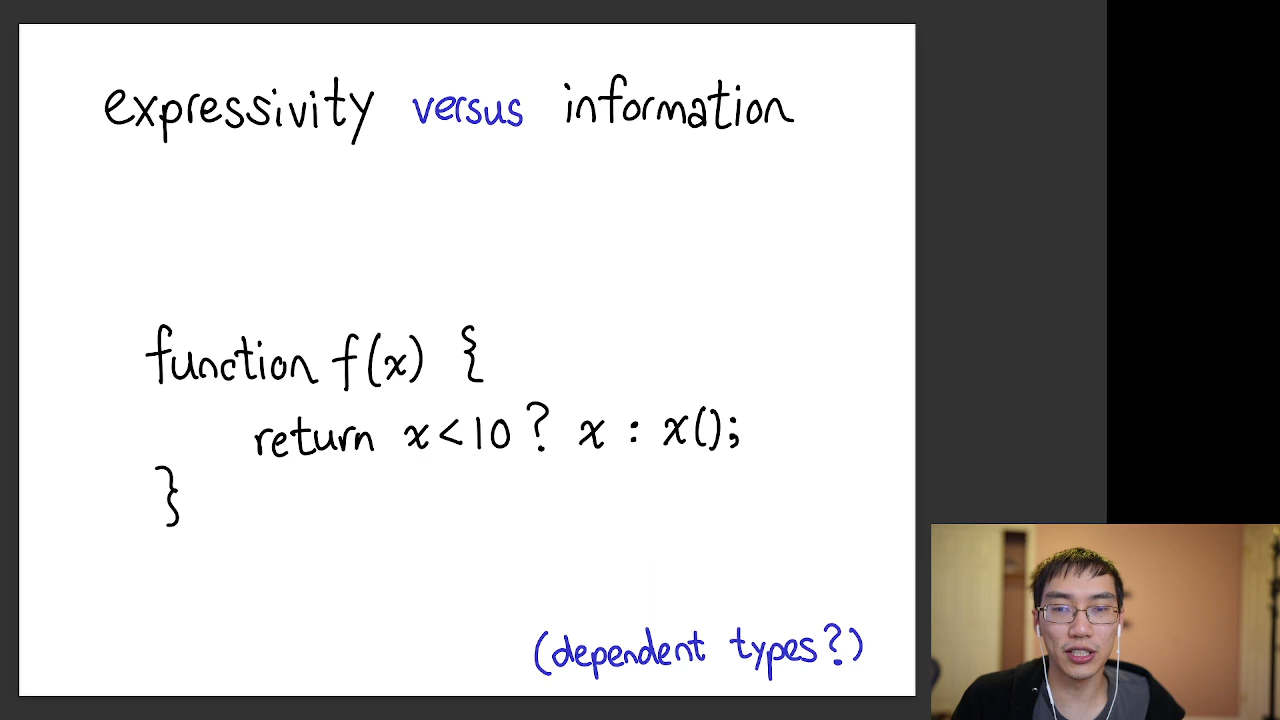 expressivity versus information
function f(x) {
return x<10 ? x : x();
}
(dependent types?)